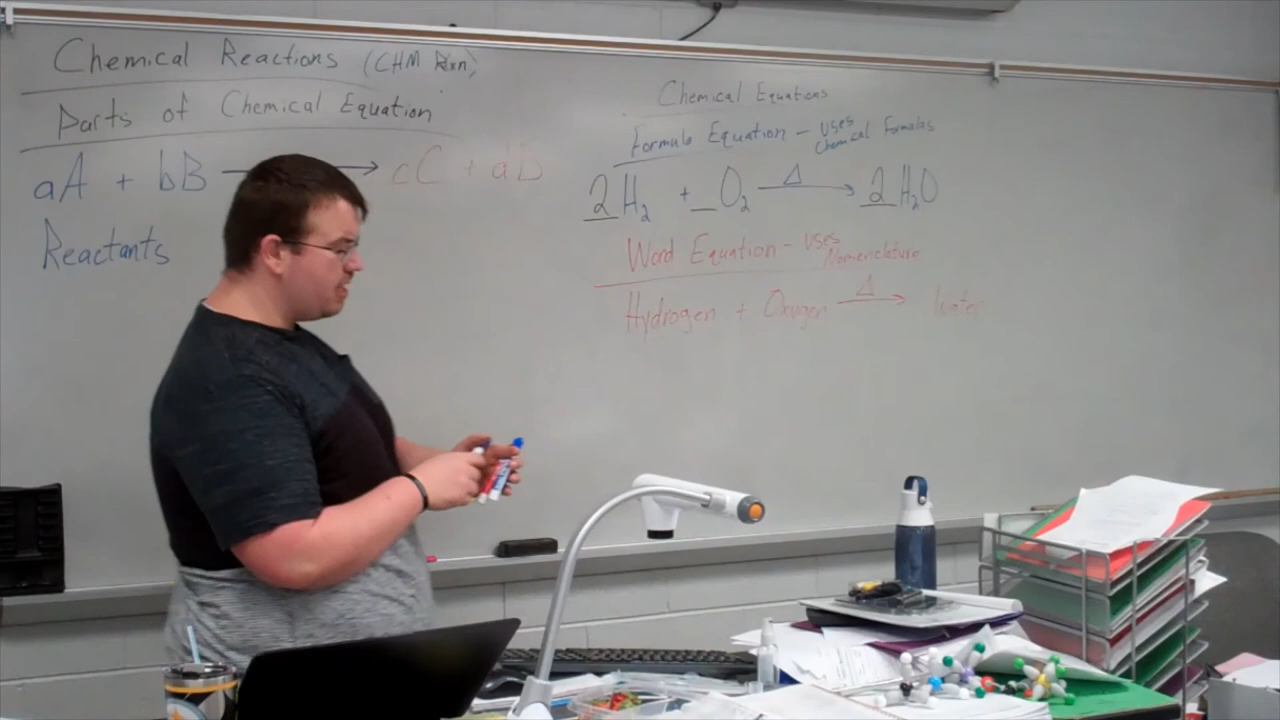 Chemical Reactions (CHM Rxn)
Parts of Chemical Equation
aA + bB → cC + dD
Reactants
Chemical Equations
Formula Equation - uses Chemical Formulas
2 H₂ + _ O₂ —Δ→ 2 H₂O
Word Equation - uses Nomenclature
Hydrogen + Oxygen —Δ→ Water